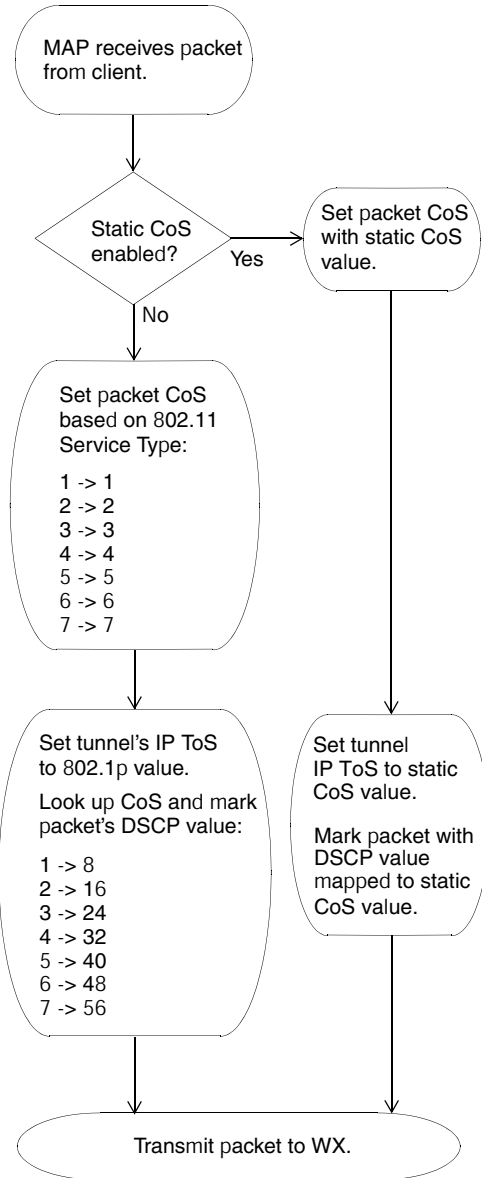 MAP receives packet
from client.
Static CoS
enabled?
Yes
Set packet CoS
with static CoS
value.
No
Set packet CoS
based on 802.11
Service Type:
1 -> 1
2 -> 2
3 -> 3
4 -> 4
5 -> 5
6 -> 6
7 -> 7
Set tunnel’s IP ToS
to 802.1p value.
Look up CoS and mark
packet’s DSCP value:
1 -> 8
2 -> 16
3 -> 24
4 -> 32
5 -> 40
6 -> 48
7 -> 56
Set tunnel
IP ToS to static
CoS value.
Mark packet with
DSCP value
mapped to static
CoS value.
Transmit packet to WX.